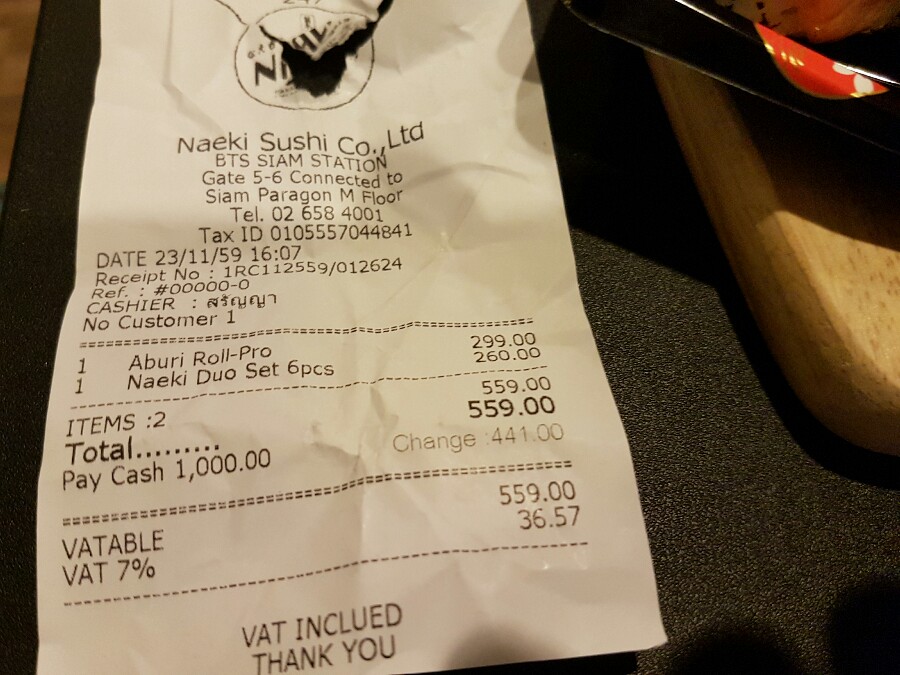 Naeki Sushi Co.,Ltd
BTS SIAM STATION
Gate 5-6 Connected to
Siam Paragon M Floor
Tel. 02 658 4001
Tax ID 0105557044841
DATE 23/11/59 16:07
Receipt No : 1RC112559/012624
Ref. : #00000-0
CASHIER : สรัญญา
No Customer 1
1 Aburi Roll-Pro 299.00
1 Naeki Duo Set 6pcs 260.00
ITEMS :2 559.00
Total......... 559.00
Pay Cash 1,000.00 Change :441.00
VATABLE 559.00
VAT 7% 36.57
VAT INCLUED
THANK YOU